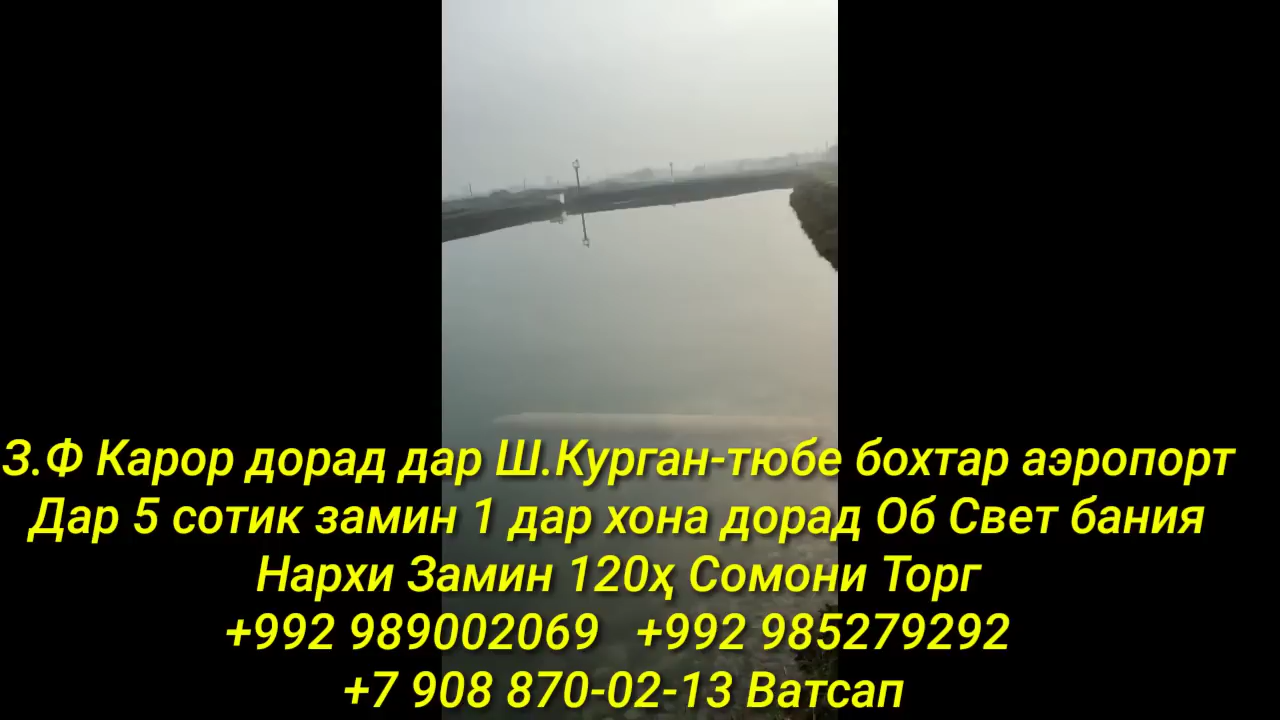 З.Ф Карор дорад дар Ш.Курган-тюбе бохтар аэропорт
Дар 5 сотик замин 1 дар хона дорад Об Свет бания
Нархи Замин 120ҳ Сомони Торг
+992 989002069 +992 985279292
+7 908 870-02-13 Ватсап